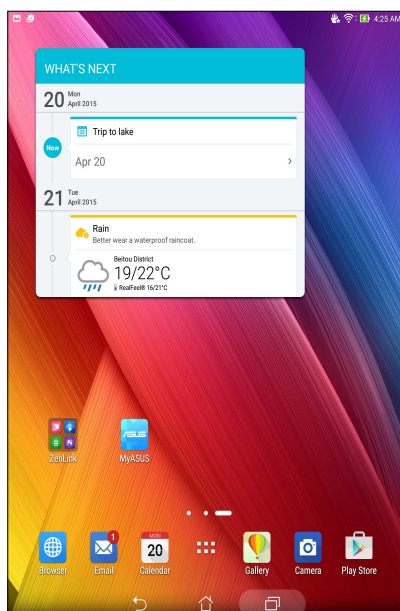 4:25 AM
WHAT'S NEXT
20 Mon
April 2015
Trip to lake
Now
Apr 20
21 Tue
April 2015
Rain
Better wear a waterproof raincoat.
Beitou District
19/22°C
RealFeel® 16/21°C
ZenLink
/SUS
MyASUS
1
MON
20
Browser
Email
Calendar
Gallery
Camera
Play Store